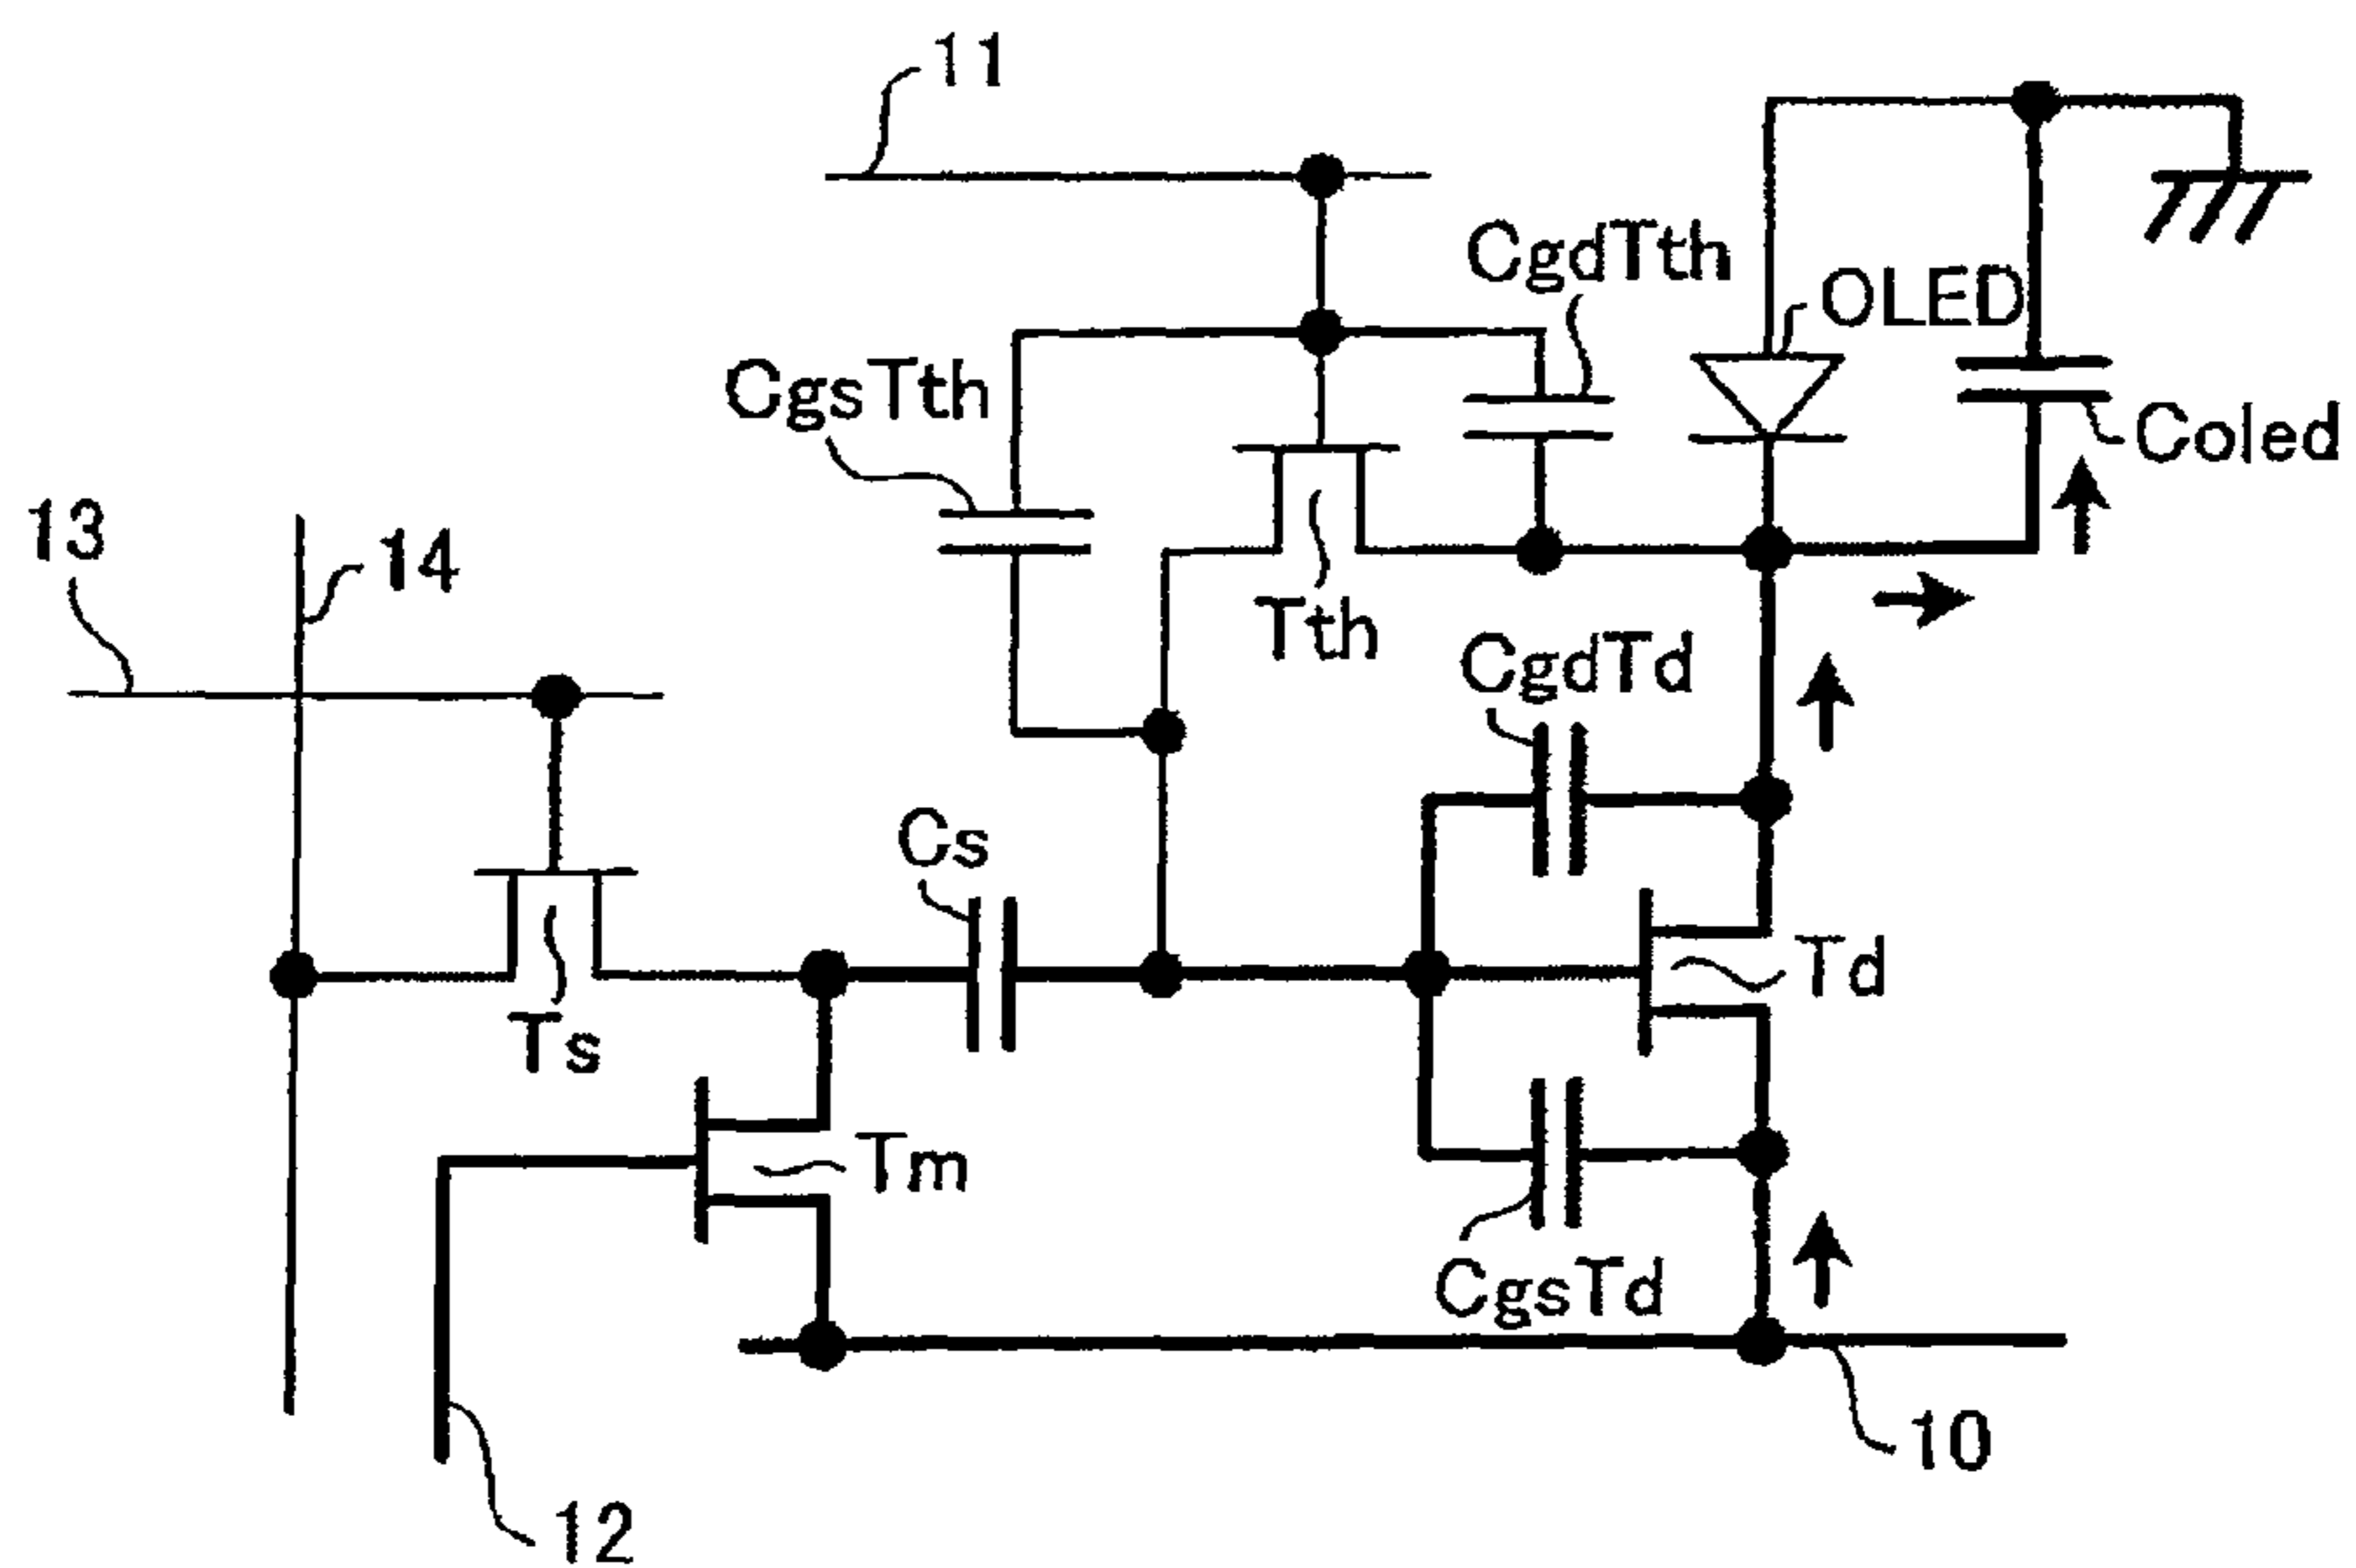 11
CgdTth
OLED
CgsTth
Coled
13
14
Tth
CgdTd
Cs
Td
Ts
Tm
CgsTd
10
12